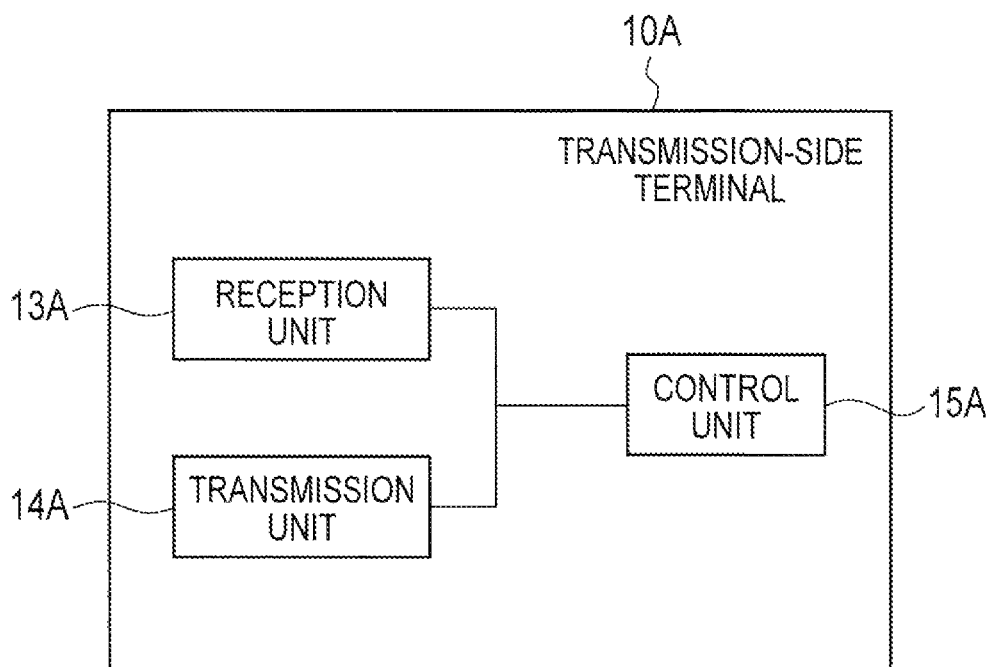 10A
TRANSMISSION-SIDE
TERMINAL
13A
RECEPTION
UNIT
CONTROL
UNIT
15A
14A
TRANSMISSION
UNIT